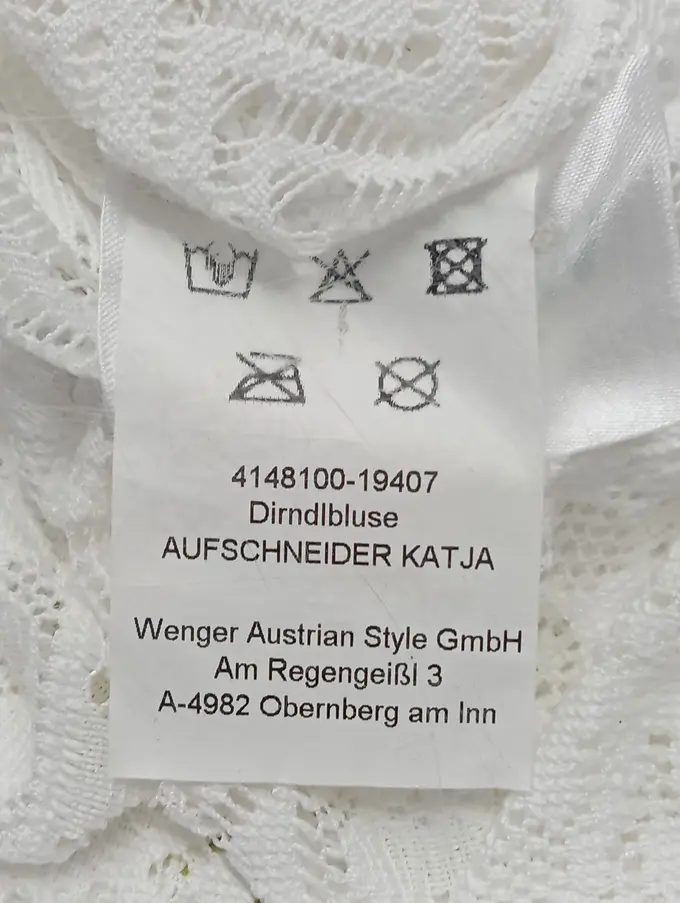 4148100-19407
Dirndlbluse
AUFSCHNEIDER KATJA
Wenger Austrian Style GmbH
Am Regengeißl 3
A-4982 Obernberg am Inn